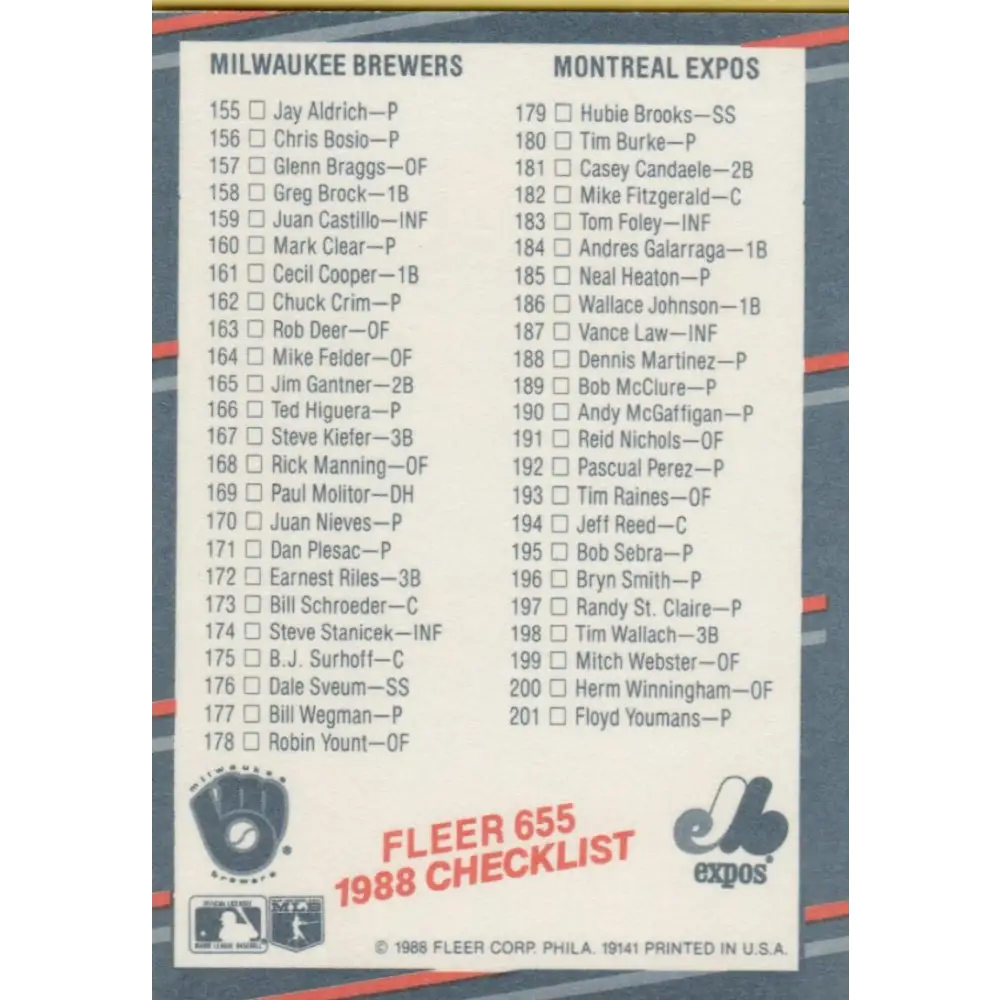 MILWAUKEE BREWERS
155 □ Jay Aldrich—P
156 □ Chris Bosio—P
157 □ Glenn Braggs—OF
158 □ Greg Brock—1B
159 □ Juan Castillo—INF
160 □ Mark Clear—P
161 □ Cecil Cooper—1B
162 □ Chuck Crim—P
163 □ Rob Deer—OF
164 □ Mike Felder—OF
165 □ Jim Gantner—2B
166 □ Ted Higuera—P
167 □ Steve Kiefer—3B
168 □ Rick Manning—OF
169 □ Paul Molitor—DH
170 □ Juan Nieves—P
171 □ Dan Plesac—P
172 □ Earnest Riles—3B
173 □ Bill Schroeder—C
174 □ Steve Stanicek—INF
175 □ B.J. Surhoff—C
176 □ Dale Sveum—SS
177 □ Bill Wegman—P
178 □ Robin Yount—OF
MONTREAL EXPOS
179 □ Hubie Brooks—SS
180 □ Tim Burke—P
181 □ Casey Candaele—2B
182 □ Mike Fitzgerald—C
183 □ Tom Foley—INF
184 □ Andres Galarraga—1B
185 □ Neal Heaton—P
186 □ Wallace Johnson—1B
187 □ Vance Law—INF
188 □ Dennis Martinez—P
189 □ Bob McClure—P
190 □ Andy McGaffigan—P
191 □ Reid Nichols—OF
192 □ Pascual Perez—P
193 □ Tim Raines—OF
194 □ Jeff Reed—C
195 □ Bob Sebra—P
196 □ Bryn Smith—P
197 □ Randy St. Claire—P
198 □ Tim Wallach—3B
199 □ Mitch Webster—OF
200 □ Herm Winningham—OF
201 □ Floyd Youmans—P
milwaukee
brewers
FLEER 655
1988 CHECKLIST
expos
OFFICIAL LICENSEE
MAJOR LEAGUE BASEBALL
MLB
© 1988 FLEER CORP. PHILA. 19141 PRINTED IN U.S.A.